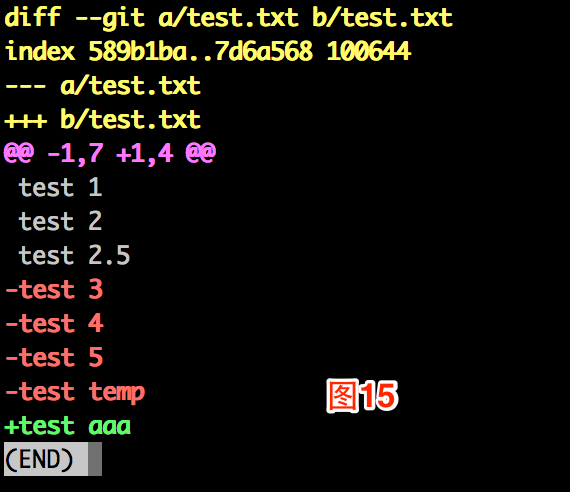 diff --git a/test.txt b/test.txt
index 589b1ba..7d6a568 100644
--- a/test.txt
+++ b/test.txt
@@ -1,7 +1,4 @@
 test 1
 test 2
 test 2.5
-test 3
-test 4
-test 5
-test temp
图15
+test aaa
(END)